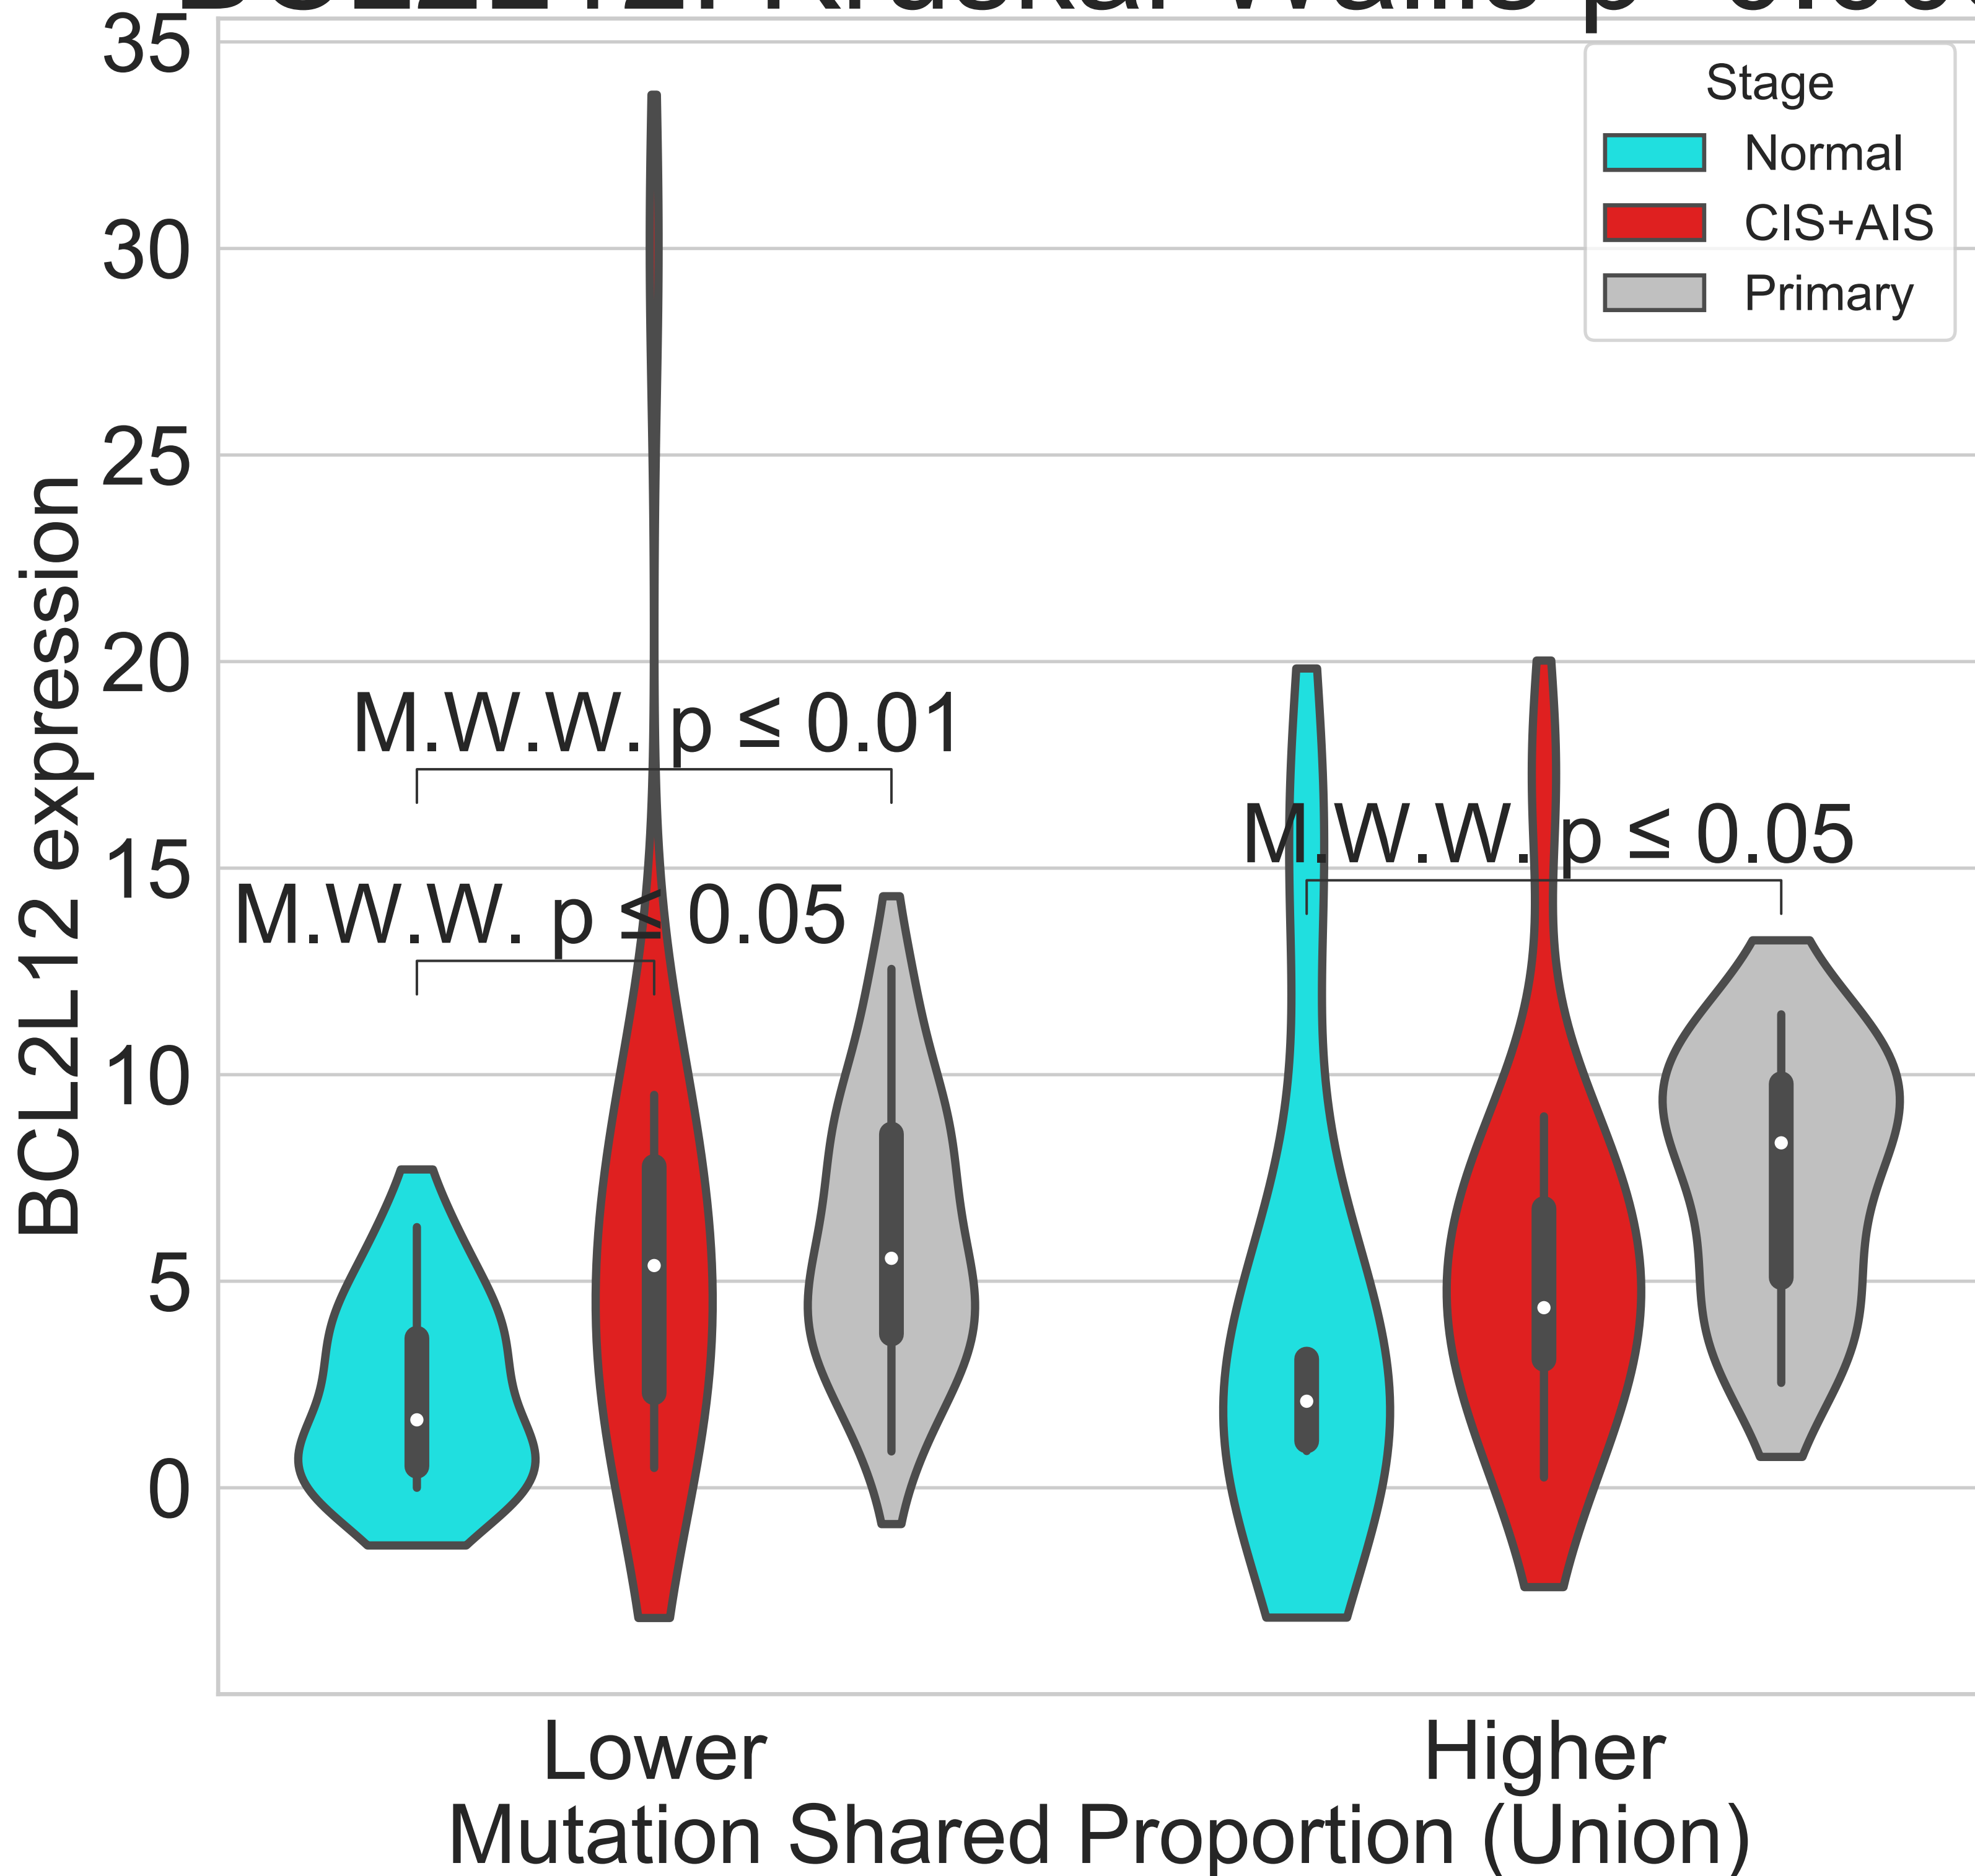 35
30
25
20
15
10
5
0
BCL2L12 expression
Stage
Normal
CIS+AIS
Primary
M.W.W. p ≤ 0.01
M.W.W. p ≤ 0.05
M.W.W. p ≤ 0.05
Lower
Higher
Mutation Shared Proportion (Union)